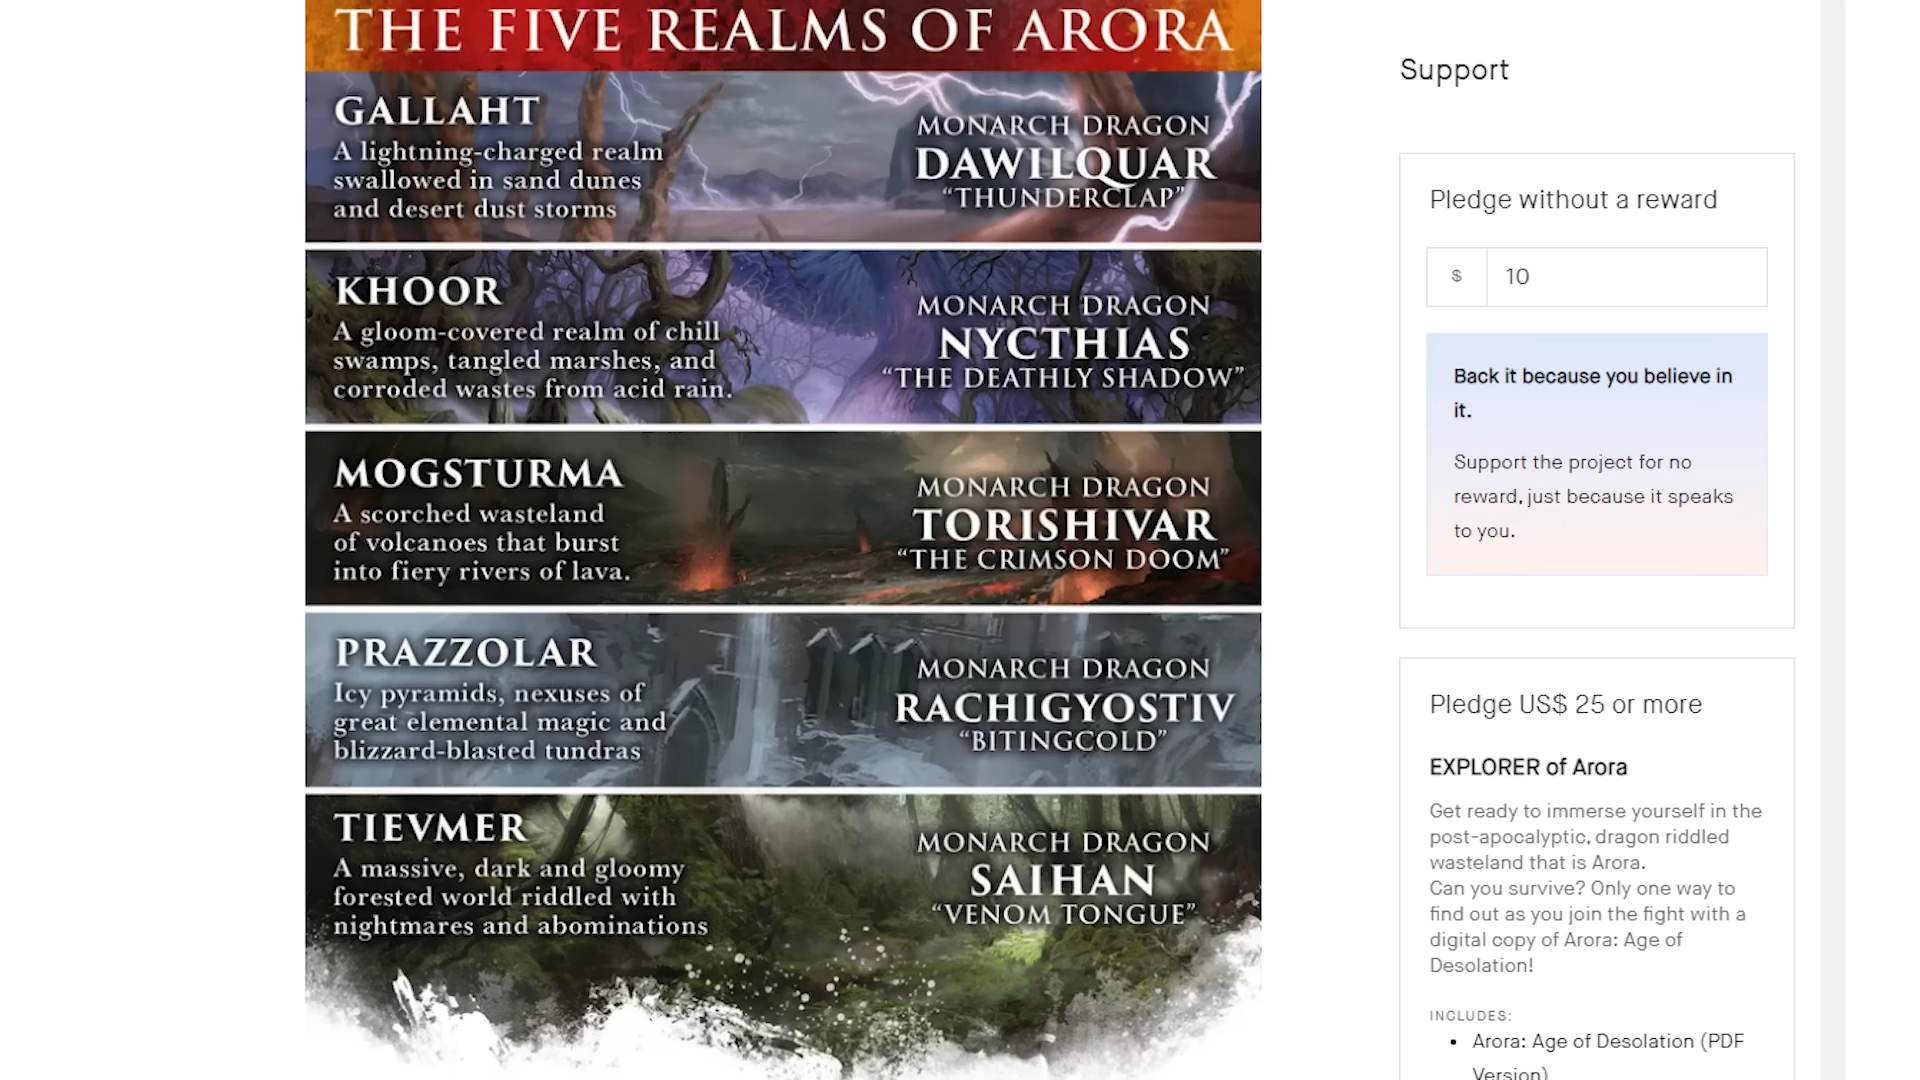 THE FIVE REALMS OF ARORA
GALLAHT
A lightning-charged realm
swallowed in sand dunes
and desert dust storms
MONARCH DRAGON
DAWILQUAR
“THUNDERCLAP”
KHOOR
A gloom-covered realm of chill
swamps, tangled marshes, and
corroded wastes from acid rain.
MONARCH DRAGON
NYCTHIAS
“THE DEATHLY SHADOW”
MOGSTURMA
A scorched wasteland
of volcanoes that burst
into fiery rivers of lava.
MONARCH DRAGON
TORISHIVAR
“THE CRIMSON DOOM”
PRAZZOLAR
Icy pyramids, nexuses of
great elemental magic and
blizzard-blasted tundras
MONARCH DRAGON
RACHIGYOSTIV
“BITINGCOLD”
TIEVMER
A massive, dark and gloomy
forested world riddled with
nightmares and abominations
MONARCH DRAGON
SAIHAN
“VENOM TONGUE”
Support
Pledge without a reward
$ 10
Back it because you believe in
it.
Support the project for no
reward, just because it speaks
to you.
Pledge US$ 25 or more
EXPLORER of Arora
Get ready to immerse yourself in the
post-apocalyptic, dragon riddled
wasteland that is Arora.
Can you survive? Only one way to
find out as you join the fight with a
digital copy of Arora: Age of
Desolation!
INCLUDES:
• Arora: Age of Desolation (PDF
Version)